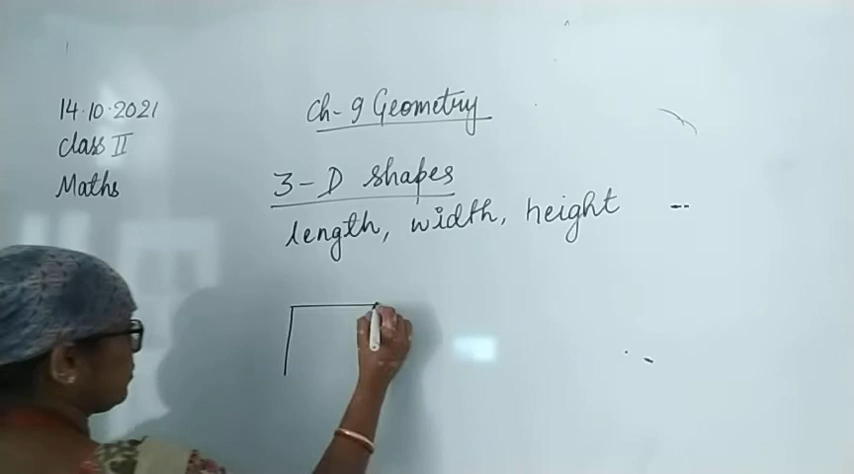 14.10.2021
Class II
Maths
Ch-9 Geometry
3-D shapes
length, width, height